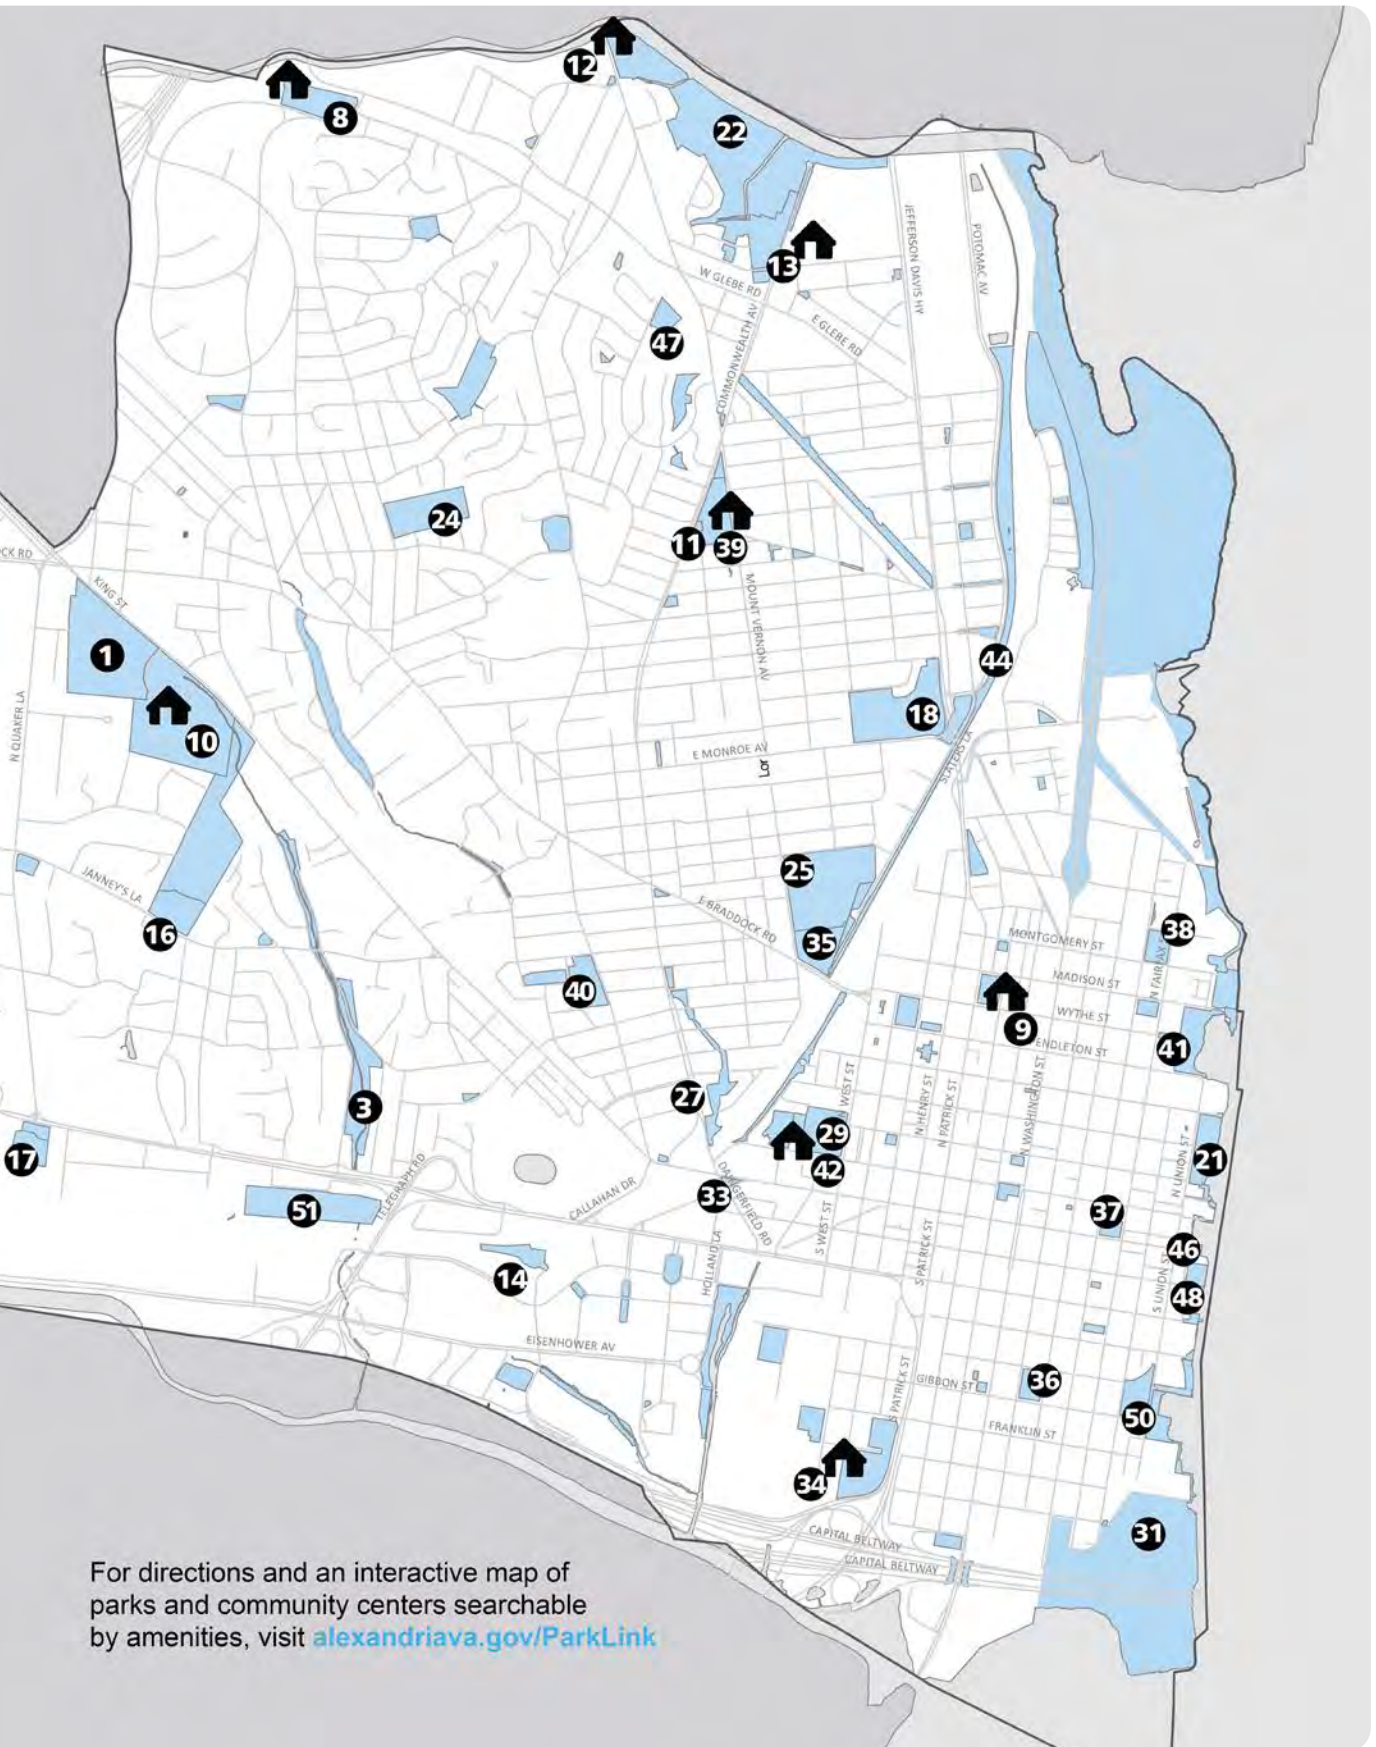 12
8
22
JEFFERSON DAVIS HY
POTOMAC AV
13
W GLEBE RD
E GLEBE RD
47
COMMONWEALTH AV
24
11
39
CK RD
KING ST
MOUNT VERNON AV
1
44
N QUAKER LA
10
18
SLATERS LA
E MONROE AV
Lor
25
JANNEY'S LA
E BRADDOCK RD
16
35
38
MONTGOMERY ST
N FAIRFAX
MADISON ST
40
WYTHE ST
9
ENDLETON ST
41
27
3
N WEST ST
N HENRY ST
N PATRICK ST
N WASHINGTON ST
29
17
42
21
N UNION ST
TELEGRAPH RD
CALLAHAN DR
33
DAINGERFIELD RD
51
37
S WEST ST
S PATRICK ST
46
14
HOLLAND LA
S UNION ST
48
EISENHOWER AV
S PATRICK ST
GIBBON ST
36
50
FRANKLIN ST
34
31
CAPITAL BELTWAY
CAPITAL BELTWAY
For directions and an interactive map of
parks and community centers searchable
by amenities, visit alexandriava.gov/ParkLink